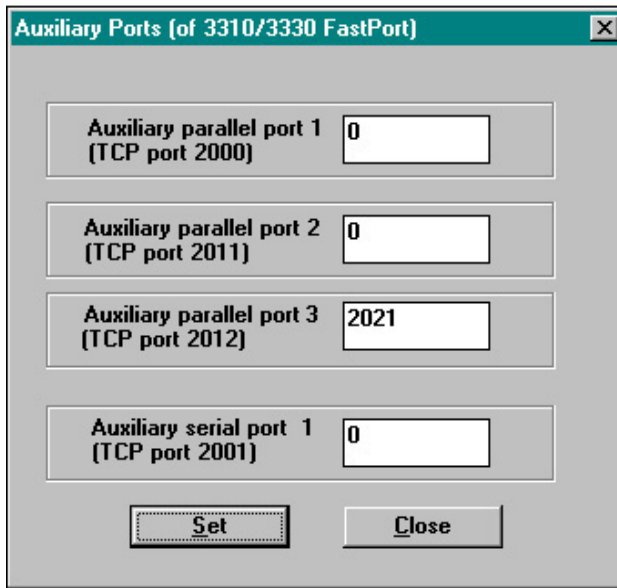 Auxiliary Ports (of 3310/3330 FastPort)
Auxiliary parallel port 1
(TCP port 2000)
0
Auxiliary parallel port 2
(TCP port 2011)
0
Auxiliary parallel port 3
(TCP port 2012)
2021
Auxiliary serial port 1
(TCP port 2001)
0
Set
Close